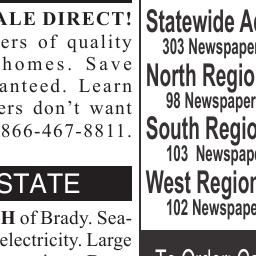 ALE DIRECT!
ers of quality
homes. Save
anteed. Learn
ers don't want
866-467-8811.
STATE
H of Brady. Sea-
electricity. Large
Statewide A
303 Newspaper
North Regio
98 Newspaper
South Regio
103 Newspape
West Region
102 Newspape
To Order: C